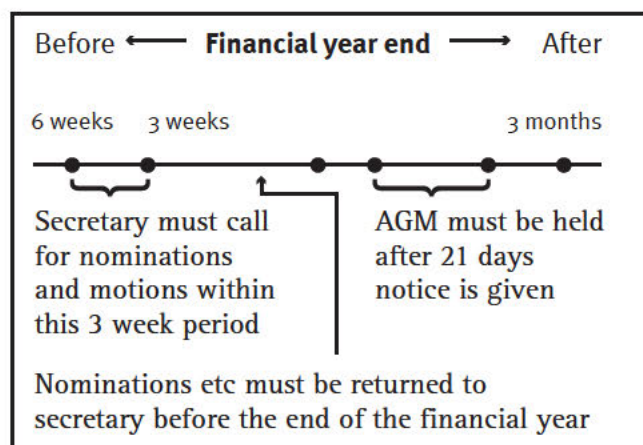 Before ← Financial year end → After
6 weeks 3 weeks 3 months
Secretary must call
for nominations
and motions within
this 3 week period
AGM must be held
after 21 days
notice is given
Nominations etc must be returned to
secretary before the end of the financial year